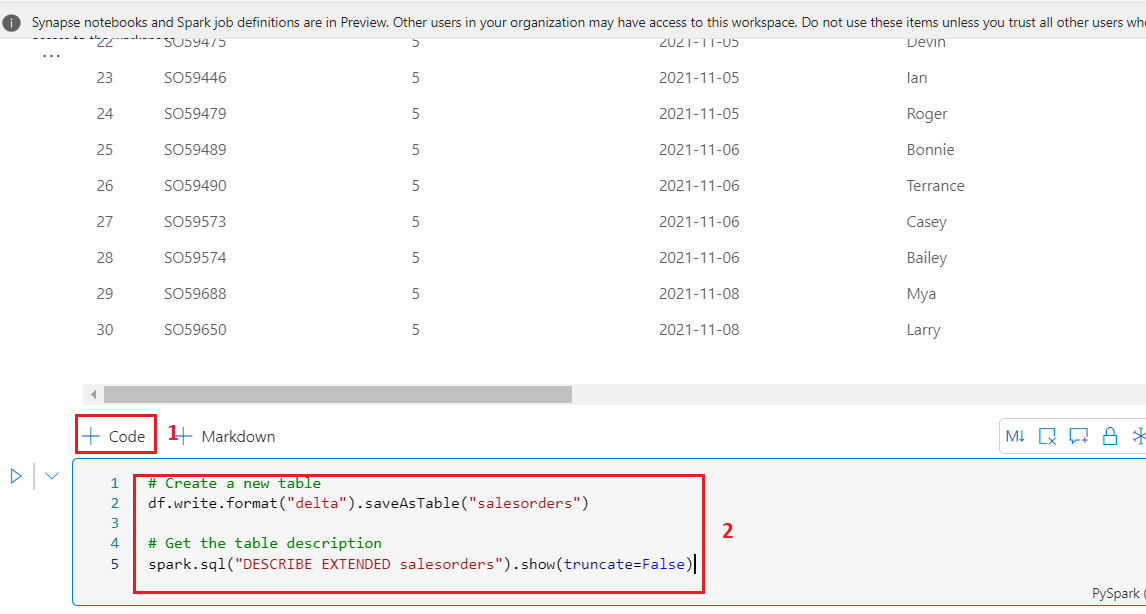 Synapse notebooks and Spark job definitions are in Preview. Other users in your organization may have access to this workspace. Do not use these items unless you trust all other users
22 SO59475 5 2021-11-05 Devin
...
23 SO59446 5 2021-11-05 Ian
24 SO59479 5 2021-11-05 Roger
25 SO59489 5 2021-11-06 Bonnie
26 SO59490 5 2021-11-06 Terrance
27 SO59573 5 2021-11-06 Casey
28 SO59574 5 2021-11-06 Bailey
29 SO59688 5 2021-11-08 Mya
30 SO59650 5 2021-11-08 Larry
+ Code 1 + Markdown M↓
1 # Create a new table
2 df.write.format("delta").saveAsTable("salesorders")
3
2
4 # Get the table description
5 spark.sql("DESCRIBE EXTENDED salesorders").show(truncate=False)
PySpark (